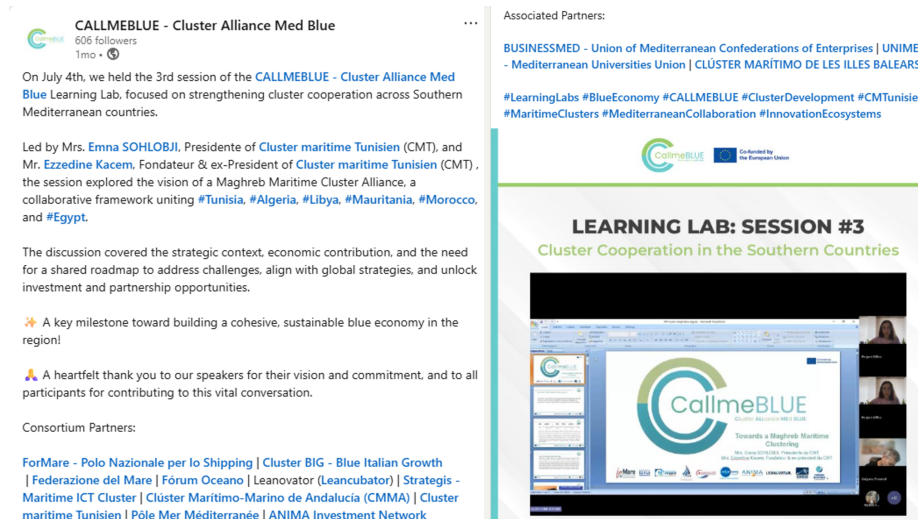 CALLMEBLUE - Cluster Alliance Med Blue
606 followers
1mo •
On July 4th, we held the 3rd session of the CALLMEBLUE - Cluster Alliance Med
Blue Learning Lab, focused on strengthening cluster cooperation across Southern
Mediterranean countries.
Led by Mrs. Emna SOHLOBJI, Presidente of Cluster maritime Tunisien (CMT), and
Mr. Ezzedine Kacem, Fondateur & ex-President of Cluster maritime Tunisien (CMT) ,
the session explored the vision of a Maghreb Maritime Cluster Alliance, a
collaborative framework uniting #Tunisia, #Algeria, #Libya, #Mauritania, #Morocco,
and #Egypt.
The discussion covered the strategic context, economic contribution, and the need
for a shared roadmap to address challenges, align with global strategies, and unlock
investment and partnership opportunities.
✨ A key milestone toward building a cohesive, sustainable blue economy in the
region!
🙏 A heartfelt thank you to our speakers for their vision and commitment, and to all
participants for contributing to this vital conversation.
Consortium Partners:
ForMare - Polo Nazionale per lo Shipping | Cluster BIG - Blue Italian Growth
| Federazione del Mare | Fórum Oceano | Leanovator (Leancubator) | Strategis -
Maritime ICT Cluster | Clúster Marítimo-Marino de Andalucía (CMMA) | Cluster
maritime Tunisien | Pôle Mer Méditerranée | ANIMA Investment Network
Associated Partners:
BUSINESSMED - Union of Mediterranean Confederations of Enterprises | UNIME
- Mediterranean Universities Union | CLÚSTER MARÍTIMO DE LES ILLES BALEARS
#LearningLabs #BlueEconomy #CALLMEBLUE #ClusterDevelopment #CMTunisie
#MaritimeClusters #MediterraneanCollaboration #InnovationEcosystems
CallmeBLUE
Co-funded by
the European Union
LEARNING LAB: SESSION #3
Cluster Cooperation in the Southern Countries
CallmeBLUE
CLUSTER ALLIANCE MED BLUE
Towards a Maghreb Maritime
Clustering